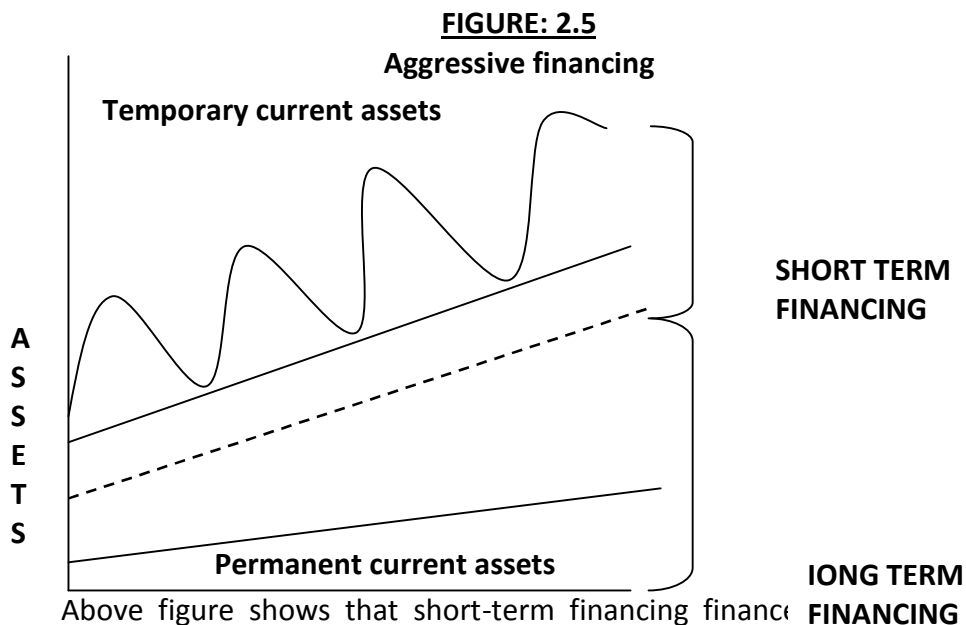 FIGURE: 2.5
Aggressive financing
Temporary current assets
SHORT TERM
FINANCING
A
S
S
E
T
S
Permanent current assets
IONG TERM
FINANCING
Above figure shows that short-term financing finance